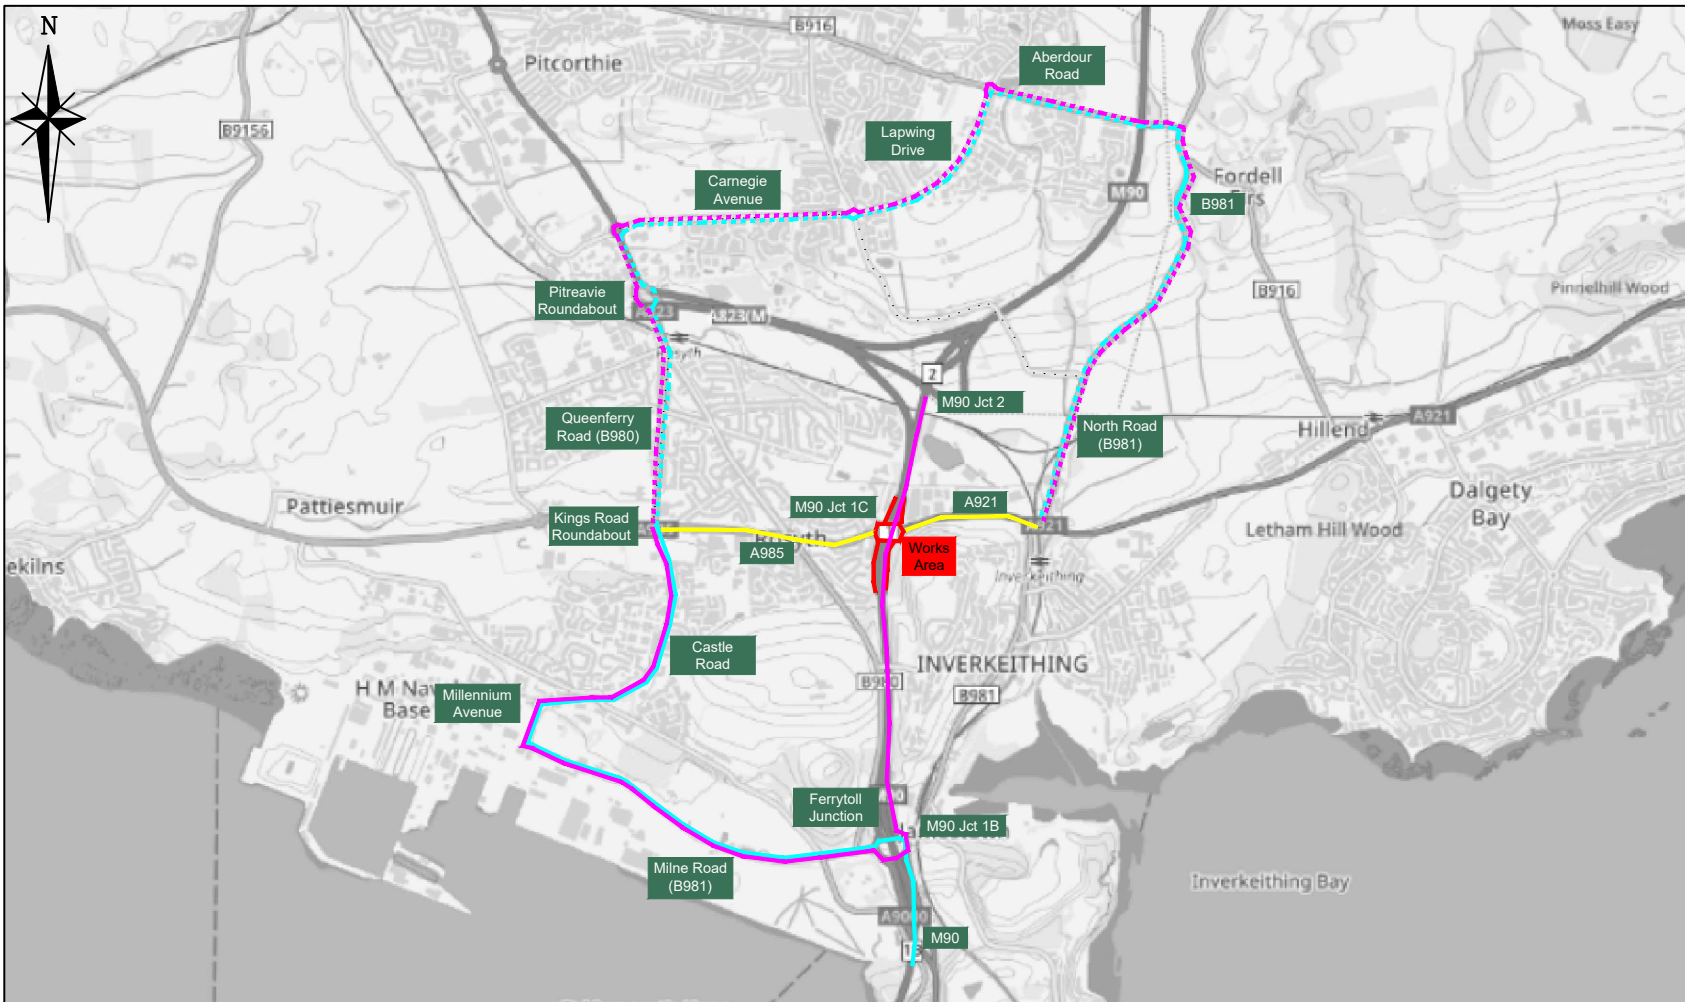 N
B916
Moss Easy
Pitcorthie
Aberdour
Road
B9156
Lapwing
Drive
Carnegie
Avenue
M90
Fordell
B981
Pitreavie
Roundabout
A823(M)
B916
Pinnelhill Wood
2
M90 Jct 2
Queenferry
Road (B980)
North Road
(B981)
A921
Hillend
Pattiesmuir
M90 Jct 1C
A921
Dalgety
Bay
Kings Road
Roundabout
A985
Works
Area
Letham Hill Wood
ekilns
Inverkeithing
Castle
Road
INVERKEITHING
B981
H M Nav
Base
Millennium
Avenue
Ferrytoll
Junction
M90 Jct 1B
Milne Road
(B981)
Inverkeithing Bay
M90